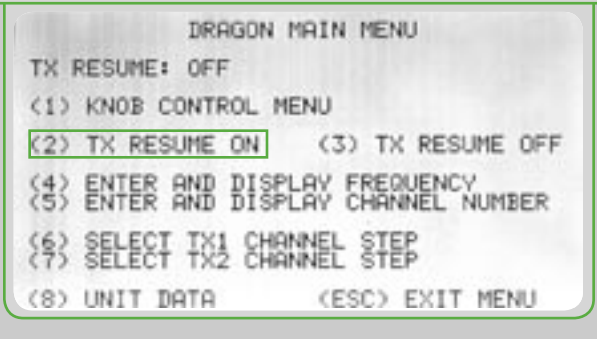 DRAGON MAIN MENU
TX RESUME: OFF
(1) KNOB CONTROL MENU
(2) TX RESUME ON (3) TX RESUME OFF
(4) ENTER AND DISPLAY FREQUENCY
(5) ENTER AND DISPLAY CHANNEL NUMBER
(6) SELECT TX1 CHANNEL STEP
(7) SELECT TX2 CHANNEL STEP
(8) UNIT DATA (ESC) EXIT MENU